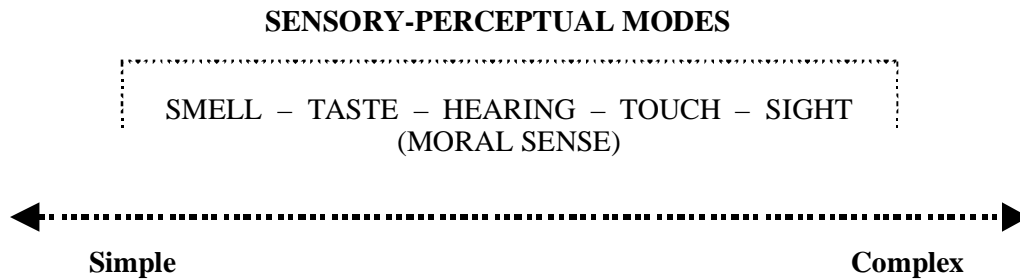 SENSORY-PERCEPTUAL MODES
SMELL – TASTE – HEARING – TOUCH – SIGHT
(MORAL SENSE)
Simple Complex